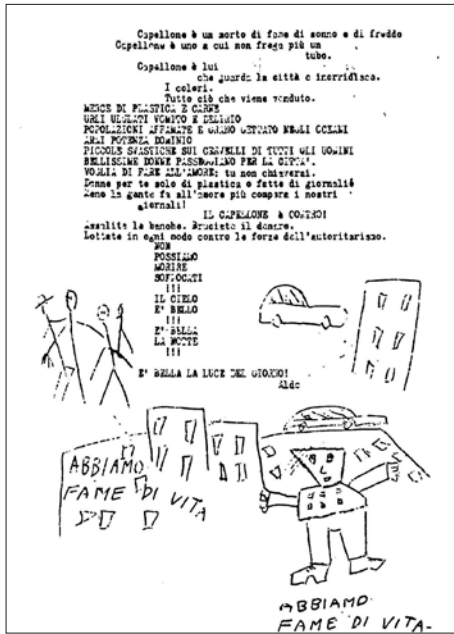 Capellone è un morto di fame di sonno e di freddo
Capellone è uno a cui non frega più un
tubo.
Capellone è lui
che guarda la città e inorridisce.
I colori.
Tutto ciò che viene venduto.
MERCE DI PLASTICA E CARNE
URLI ULULATI VOMITO E DELIRIO
POPOLAZIONI AFFAMATE E GRANO GETTATO NEGLI OCEANI
ARMI POTENZA DOMINIO
PICCOLE SVASTICHE SUI CERVELLI DI TUTTI GLI UOMINI
BELLISSIME DONNE PASSEGGIANO PER LA CITTA'.
VOGLIA DI FARE ALL'AMORE: tu non chiaverai.
Donne per te solo di plastica e fatte di giornali
Meno la gente fa all'amore più compera i nostri
giornali!
IL CAPELLONE è CONTRO!
Assalite le banche. Bruciate il denaro.
Lottate in ogni modo contro le forze dell'autoritarismo.
NON
POSSIAMO
MORIRE
SOFFOCATI
!!!
IL CIELO
E' BELLO
!!!
E' BELLA
LA NOTTE
!!!
E' BELLA LA LUCE DEL GIORNO!
Aldo
ABBIAMO
FAME DI VITA
ABBIAMO
FAME DI VITA-